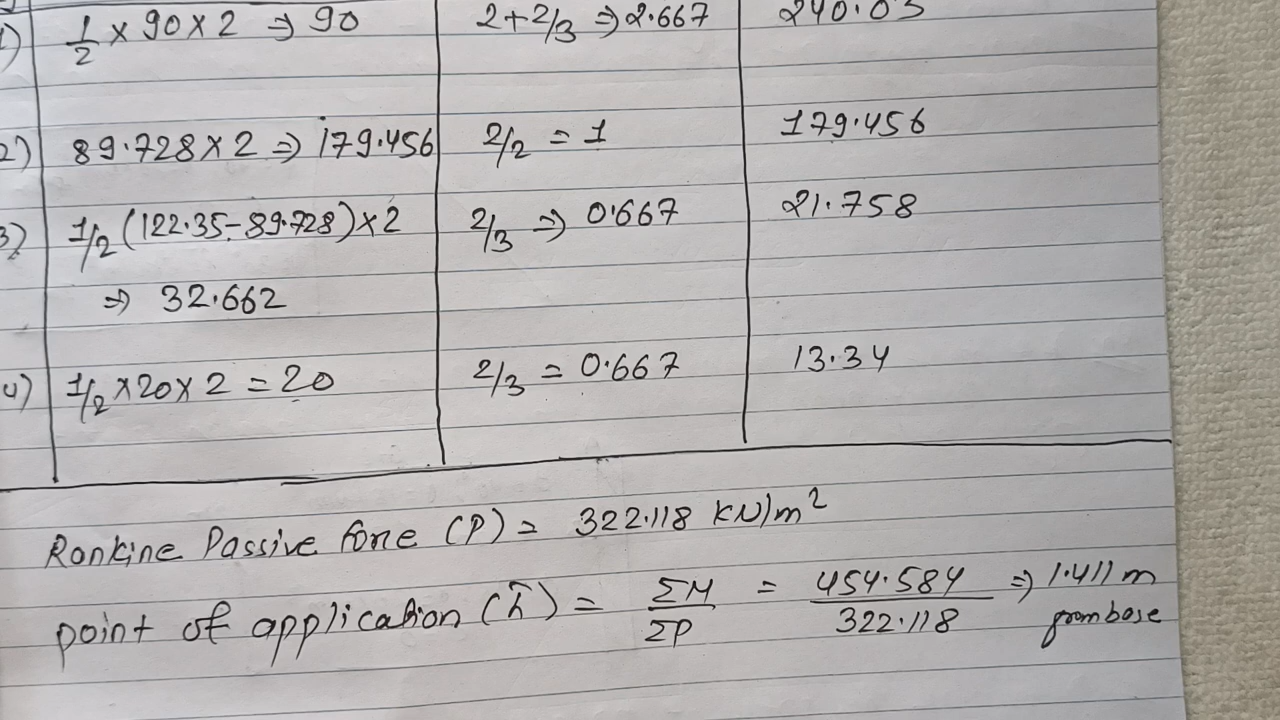 1) 1/2 × 90 × 2 ⇒ 90 2+2/3 ⇒ 2.667 240.03
2) 89.728 × 2 ⇒ 179.456 2/2 = 1 179.456
3) 1/2 (122.35-89.728) × 2 2/3 ⇒ 0.667 21.758
⇒ 32.662
4) 1/2 × 20 × 2 = 20 2/3 = 0.667 13.34
Rankine Passive force (P) = 322.118 KN/m²
point of application (h̄) = ΣM/ΣP = 454.584/322.118 ⇒ 1.411 m
from base